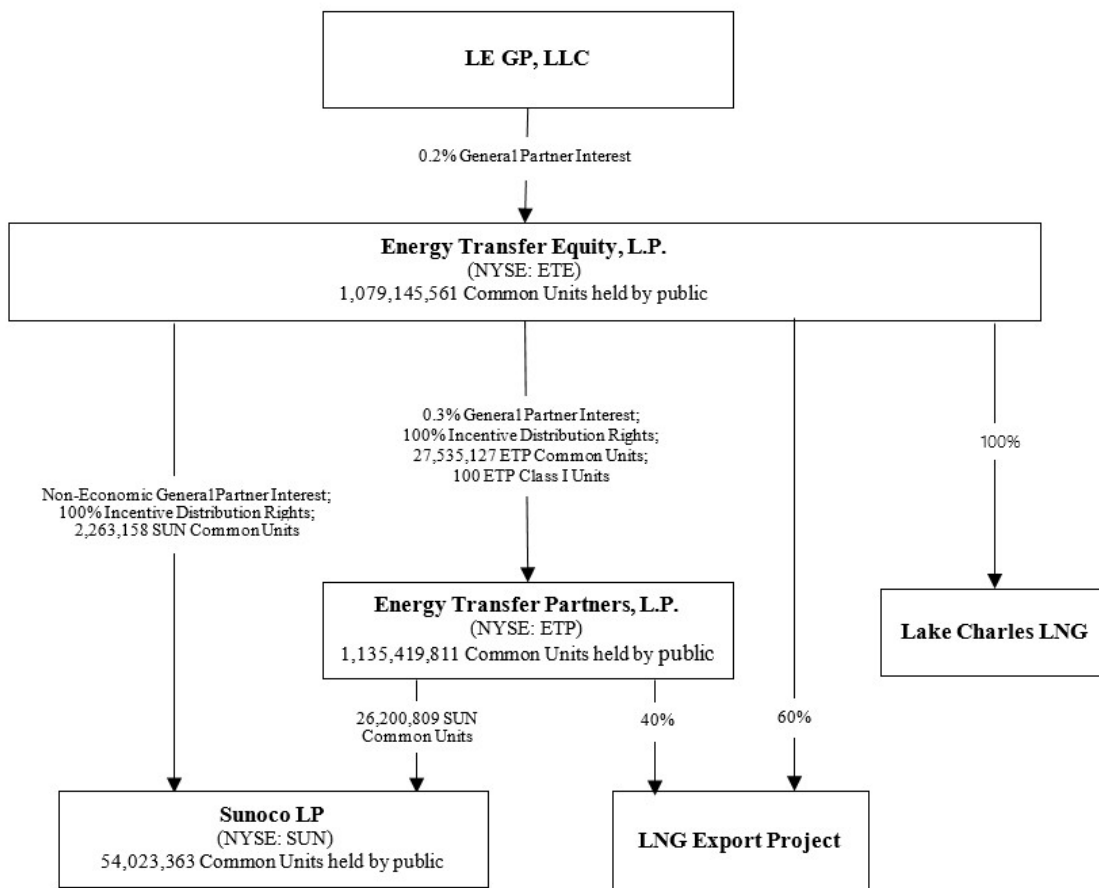 LE GP, LLC
0.2% General Partner Interest
Energy Transfer Equity, L.P.
(NYSE: ETE)
1,079,145,561 Common Units held by public
0.3% General Partner Interest;
100% Incentive Distribution Rights;
27,535,127 ETP Common Units;
100 ETP Class I Units
100%
Non-Economic General Partner Interest;
100% Incentive Distribution Rights;
2,263,158 SUN Common Units
Energy Transfer Partners, L.P.
(NYSE: ETP)
1,135,419,811 Common Units held by public
Lake Charles LNG
26,200,809 SUN
Common Units
40%
60%
Sunoco LP
(NYSE: SUN)
54,023,363 Common Units held by public
LNG Export Project